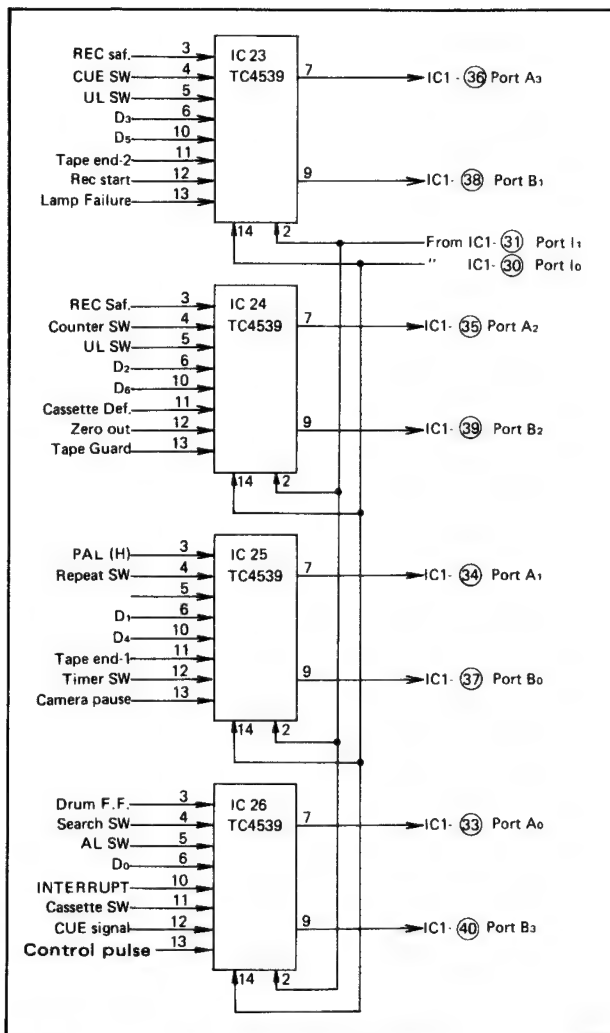 REC saf. 3
IC 23
CUE SW 4
TC4539
7
IC1- 36 Port A3
UL SW 5
D3 6
D5 10
Tape end-2 11
Rec start 12
9
IC1- 38 Port B1
Lamp Failure 13
14
2
From IC1- 31 Port I1
" IC1- 30 Port I0
REC Saf. 3
IC 24
Counter SW 4
TC4539
7
IC1- 35 Port A2
UL SW 5
D2 6
D6 10
Cassette Def. 11
Zero out 12
9
IC1- 39 Port B2
Tape Guard 13
14
2
PAL (H) 3
IC 25
Repeat SW 4
TC4539
7
IC1- 34 Port A1
5
D1 6
D4 10
Tape end-1 11
Timer SW 12
9
IC1- 37 Port B0
Camera pause 13
14
2
Drum F.F. 3
IC 26
Search SW 4
TC4539
7
IC1- 33 Port A0
AL SW 5
D0 6
INTERRUPT 10
Cassette SW 11
CUE signal 12
9
IC1- 40 Port B3
Control pulse 13
14
2